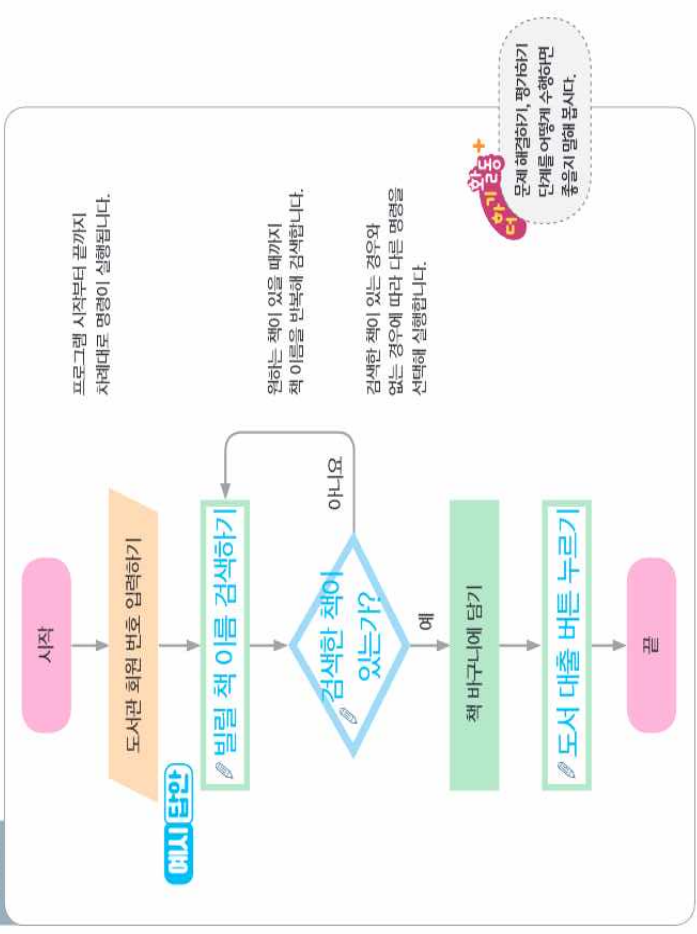 시작
프로그램 시작부터 끝까지
차례대로 명령이 실행됩니다.
도서관 회원 번호 입력하기
예시 답안
빌릴 책 이름 검색하기
원하는 책이 있을 때까지
책 이름을 반복해 검색합니다.
아니요
검색한 책이
있는가?
검색한 책이 있는 경우와
없는 경우에 따라 다른 명령을
선택해 실행합니다.
예
책 바구니에 담기
도서 대출 버튼 누르기
끝
더하기 활동+
문제 해결하기, 평가하기
단계를 어떻게 수행하면
좋을지 말해 봅시다.